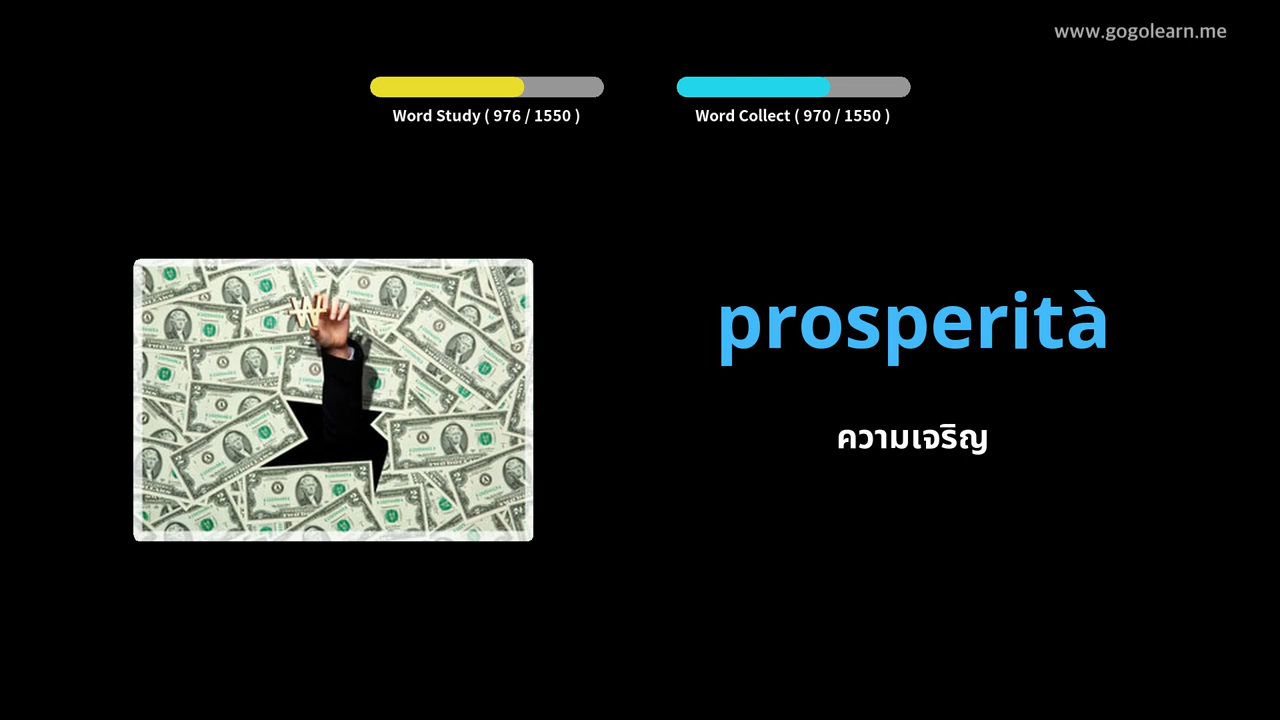 www.gogolearn.me
Word Study ( 976 / 1550 )
Word Collect ( 970 / 1550 )
prosperità
ความเจริญ